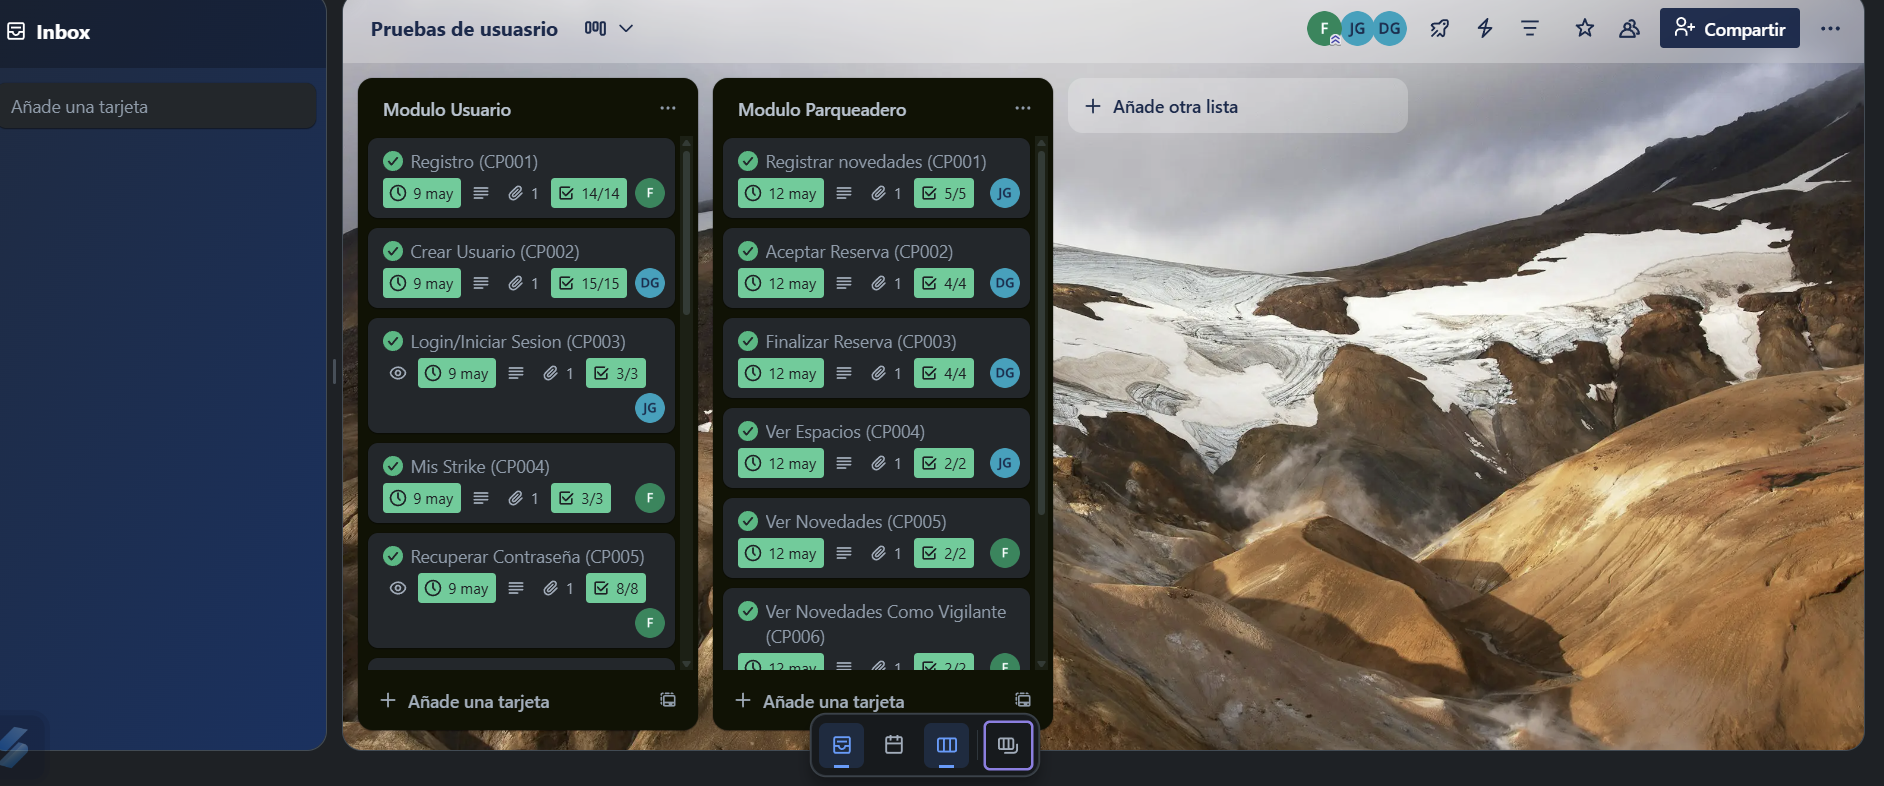 Inbox
Añade una tarjeta
Pruebas de usuasrio
F JG DG
Compartir
Modulo Usuario
Registro (CP001)
9 may 1 14/14 F
Crear Usuario (CP002)
9 may 1 15/15 DG
Login/Iniciar Sesion (CP003)
9 may 1 3/3
JG
Mis Strike (CP004)
9 may 1 3/3 F
Recuperar Contraseña (CP005)
9 may 1 8/8
F
Añade una tarjeta
Modulo Parqueadero
Registrar novedades (CP001)
12 may 1 5/5 JG
Aceptar Reserva (CP002)
12 may 1 4/4 DG
Finalizar Reserva (CP003)
12 may 1 4/4 DG
Ver Espacios (CP004)
12 may 1 2/2 JG
Ver Novedades (CP005)
12 may 1 2/2 F
Ver Novedades Como Vigilante
(CP006)
12 may 1 2/2 F
Añade una tarjeta
Añade otra lista